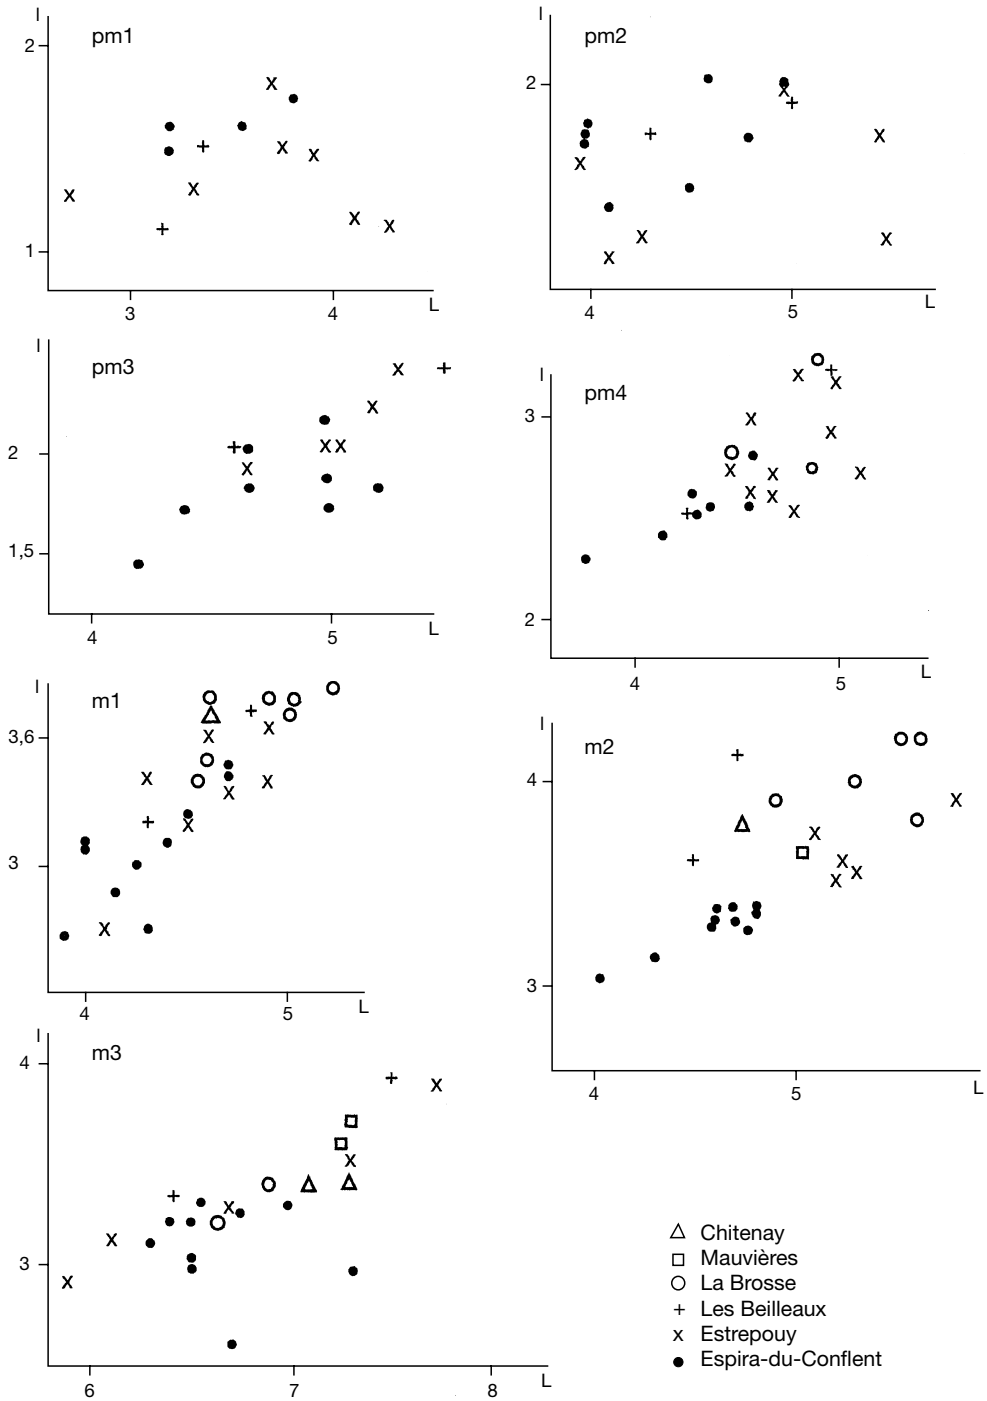 l
pm1
2
1
3 4 L
l
pm2
2
4 5 L
l
pm3
2
1,5
4 5 L
l
pm4
3
2
4 5 L
l
m1
3,6
3
4 5 L
l
m2
4
3
4 5 L
l
m3
4
3
6 7 8 L
Chitenay
Mauvières
La Brosse
Les Beilleaux
Estrepouy
Espira-du-Conflent